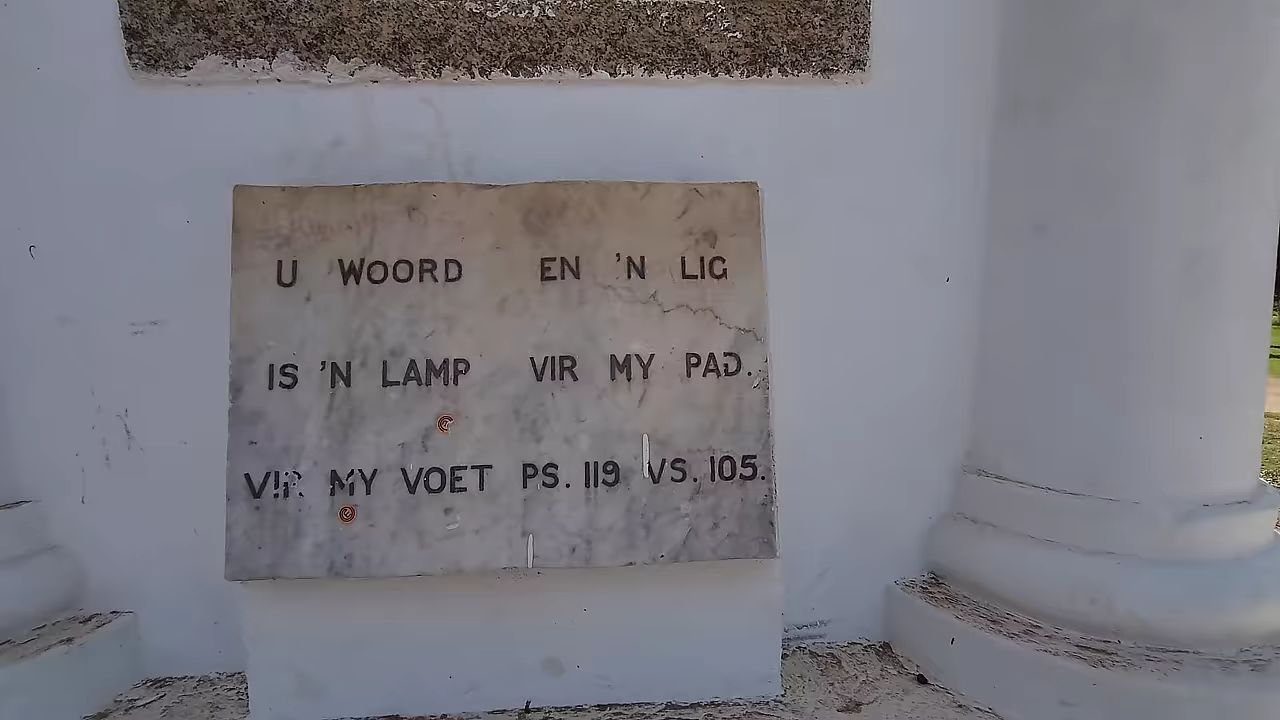 U WOORD
IS 'N LAMP
VIR MY VOET
EN 'N LIG
VIR MY PAD.
PS. 119 VS. 105.